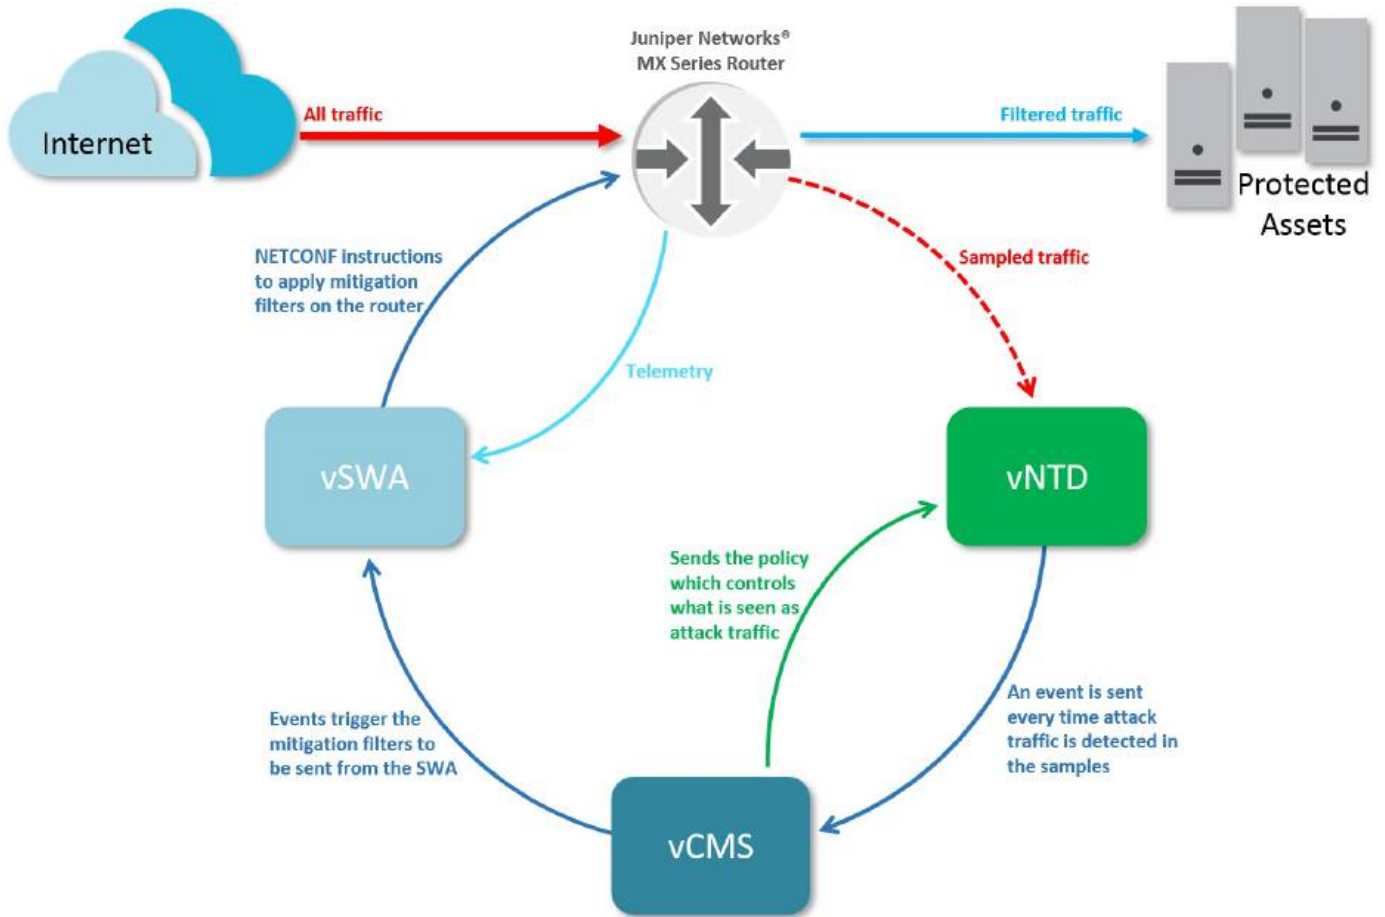 Juniper Networks®
MX Series Router
All traffic
Filtered traffic
Internet
Protected
Assets
NETCONF instructions
to apply mitigation
filters on the router
Sampled traffic
Telemetry
vSWA
vNTD
Sends the policy
which controls
what is seen as
attack traffic
Events trigger the
mitigation filters to
be sent from the SWA
An event is sent
every time attack
traffic is detected in
the samples
vCMS